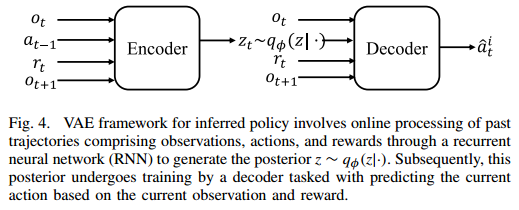 o_t
a_{t-1}
r_t
o_{t+1}
Encoder
z_t~q_ϕ(z|·)
o_t
r_t
o_{t+1}
Decoder
â_t^i
Fig. 4. VAE framework for inferred policy involves online processing of past
trajectories comprising observations, actions, and rewards through a recurrent
neural network (RNN) to generate the posterior z ∼ q_ϕ(z|·). Subsequently, this
posterior undergoes training by a decoder tasked with predicting the current
action based on the current observation and reward.